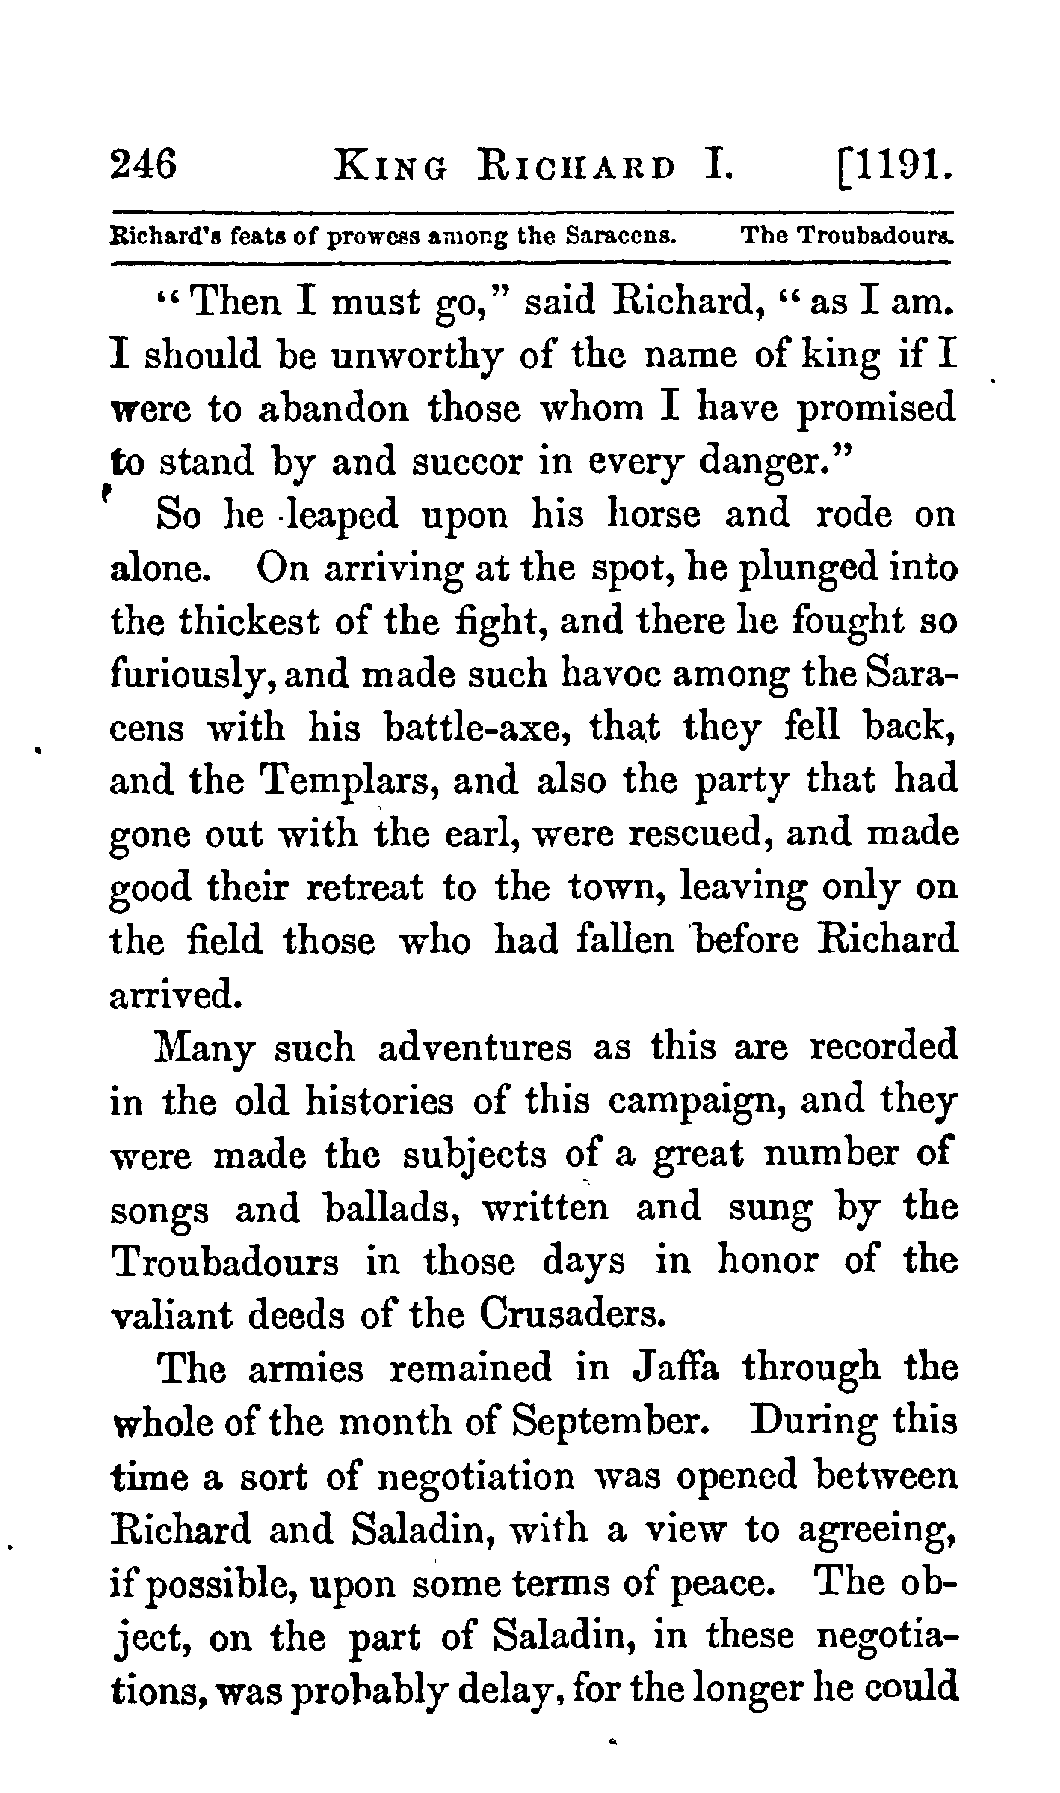 246 KING RICHARD I. [1191.
Richard's feats of prowess among the Saracens. The Troubadours.
"Then I must go," said Richard, "as I am.
I should be unworthy of the name of king if I
were to abandon those whom I have promised
to stand by and succor in every danger."
So he leaped upon his horse and rode on
alone. On arriving at the spot, he plunged into
the thickest of the fight, and there he fought so
furiously, and made such havoc among the Sara-
cens with his battle-axe, that they fell back,
and the Templars, and also the party that had
gone out with the earl, were rescued, and made
good their retreat to the town, leaving only on
the field those who had fallen before Richard
arrived.
Many such adventures as this are recorded
in the old histories of this campaign, and they
were made the subjects of a great number of
songs and ballads, written and sung by the
Troubadours in those days in honor of the
valiant deeds of the Crusaders.
The armies remained in Jaffa through the
whole of the month of September. During this
time a sort of negotiation was opened between
Richard and Saladin, with a view to agreeing,
if possible, upon some terms of peace. The ob-
ject, on the part of Saladin, in these negotia-
tions, was probably delay, for the longer he could